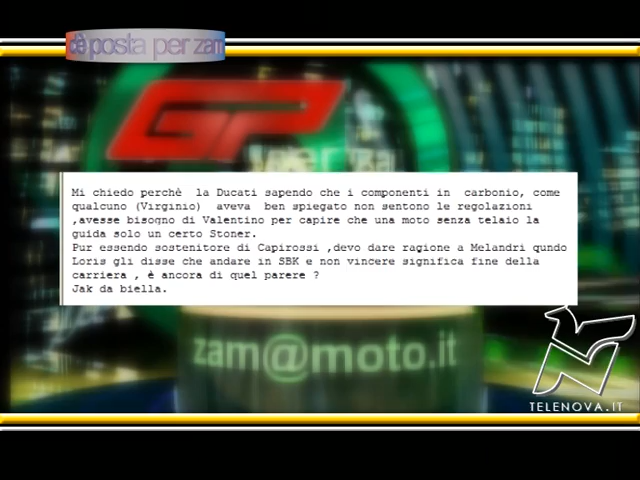 c'è posta per zam
GP
Mi chiedo perchè la Ducati sapendo che i componenti in carbonio, come
qualcuno (Virginio) aveva ben spiegato non sentono le regolazioni
,avesse bisogno di Valentino per capire che una moto senza telaio la
guida solo un certo Stoner.
Pur essendo sostenitore di Capirossi ,devo dare ragione a Melandri qundo
Loris gli disse che andare in SBK e non vincere significa fine della
carriera , è ancora di quel parere ?
Jak da biella.
zam@moto.it
TELENOVA.IT